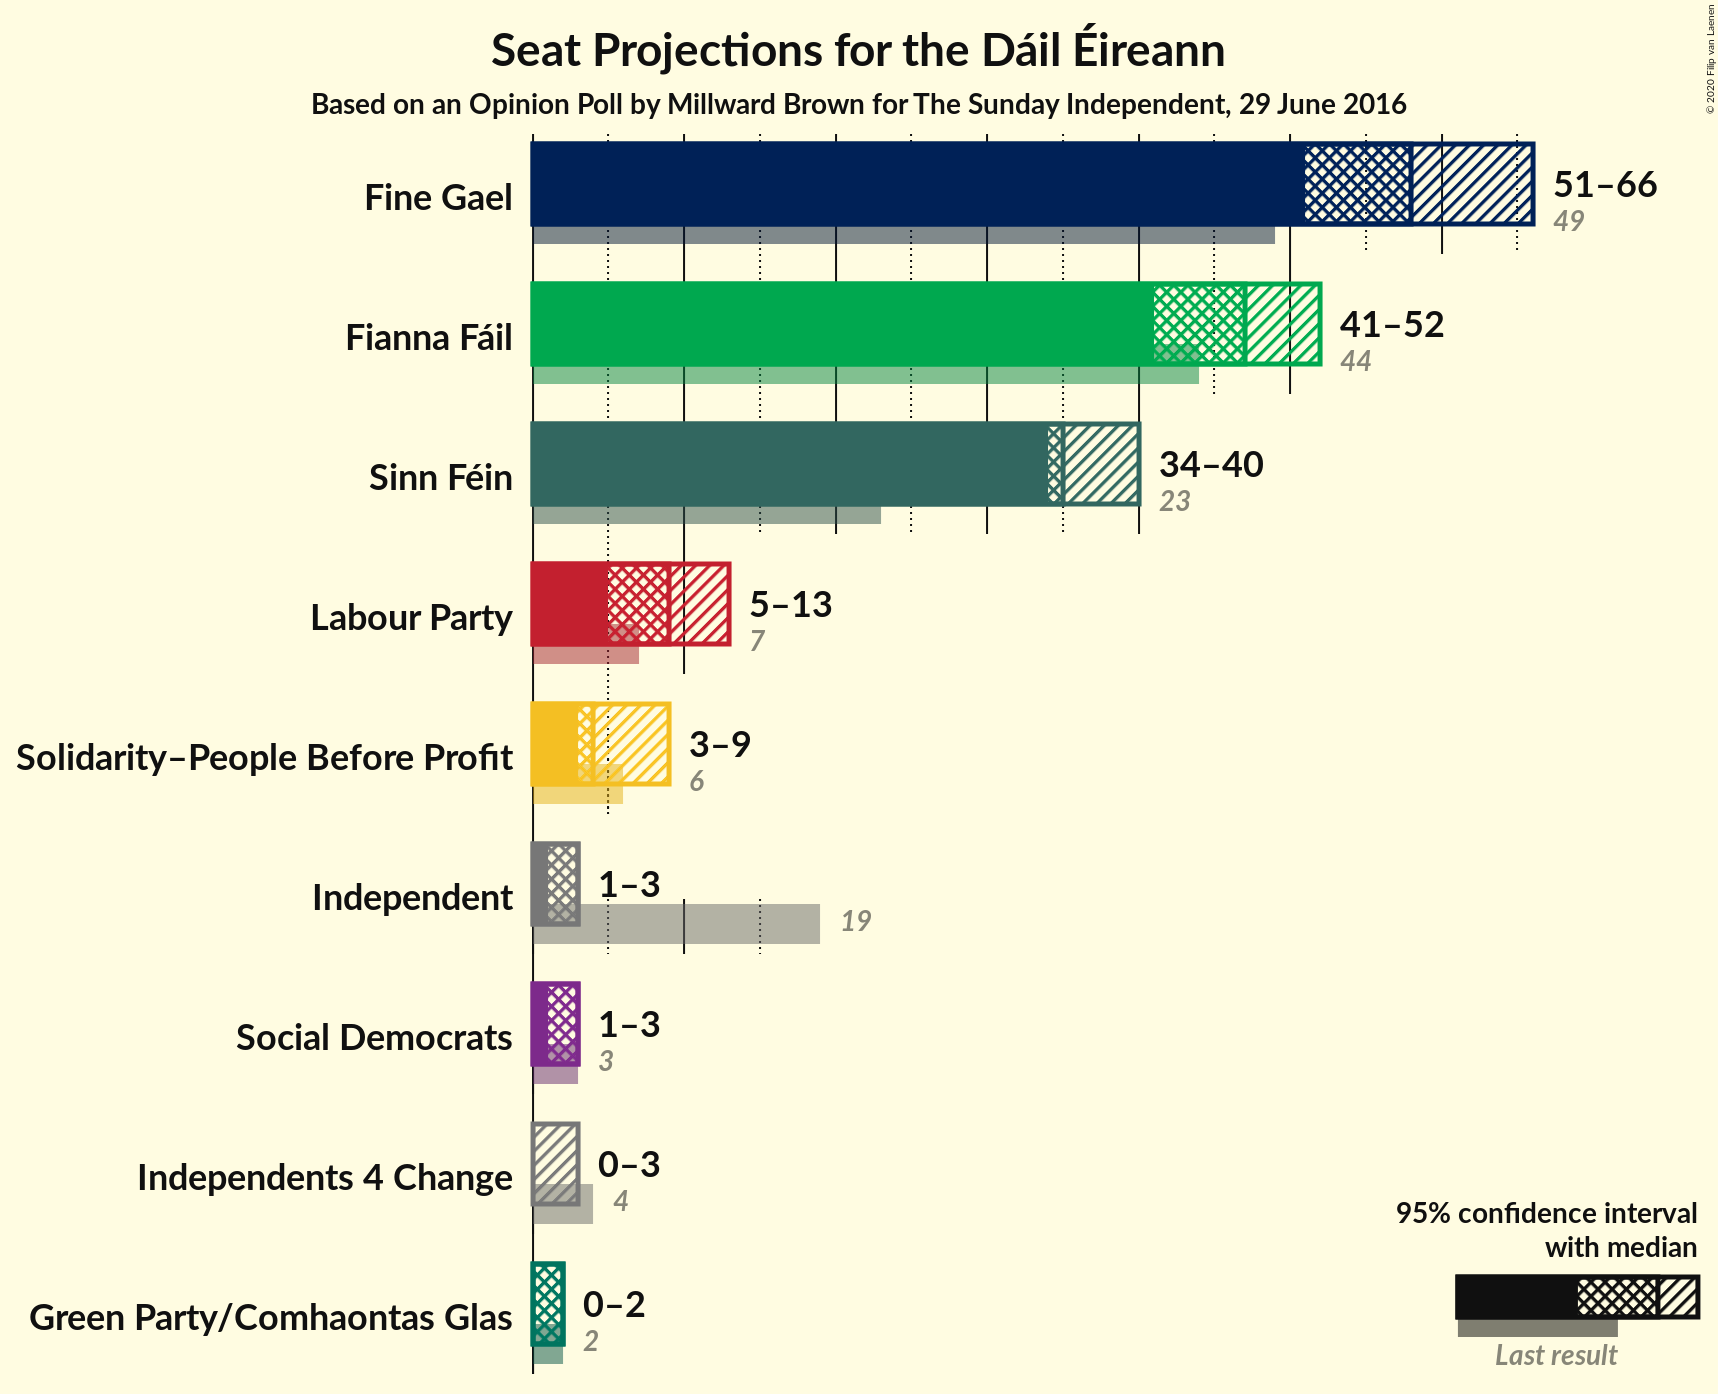 Seat Projections for the Dáil Éireann
Based on an Opinion Poll by Millward Brown for The Sunday Independent, 29 June 2016
© 2020 Filip van Laenen
Fine Gael
51–66
49
Fianna Fáil
41–52
44
Sinn Féin
34–40
23
Labour Party
5–13
7
Solidarity–People Before Profit
3–9
6
Independent
1–3
19
Social Democrats
1–3
3
Independents 4 Change
0–3
4
Green Party/Comhaontas Glas
0–2
2
95% confidence interval
with median
Last result